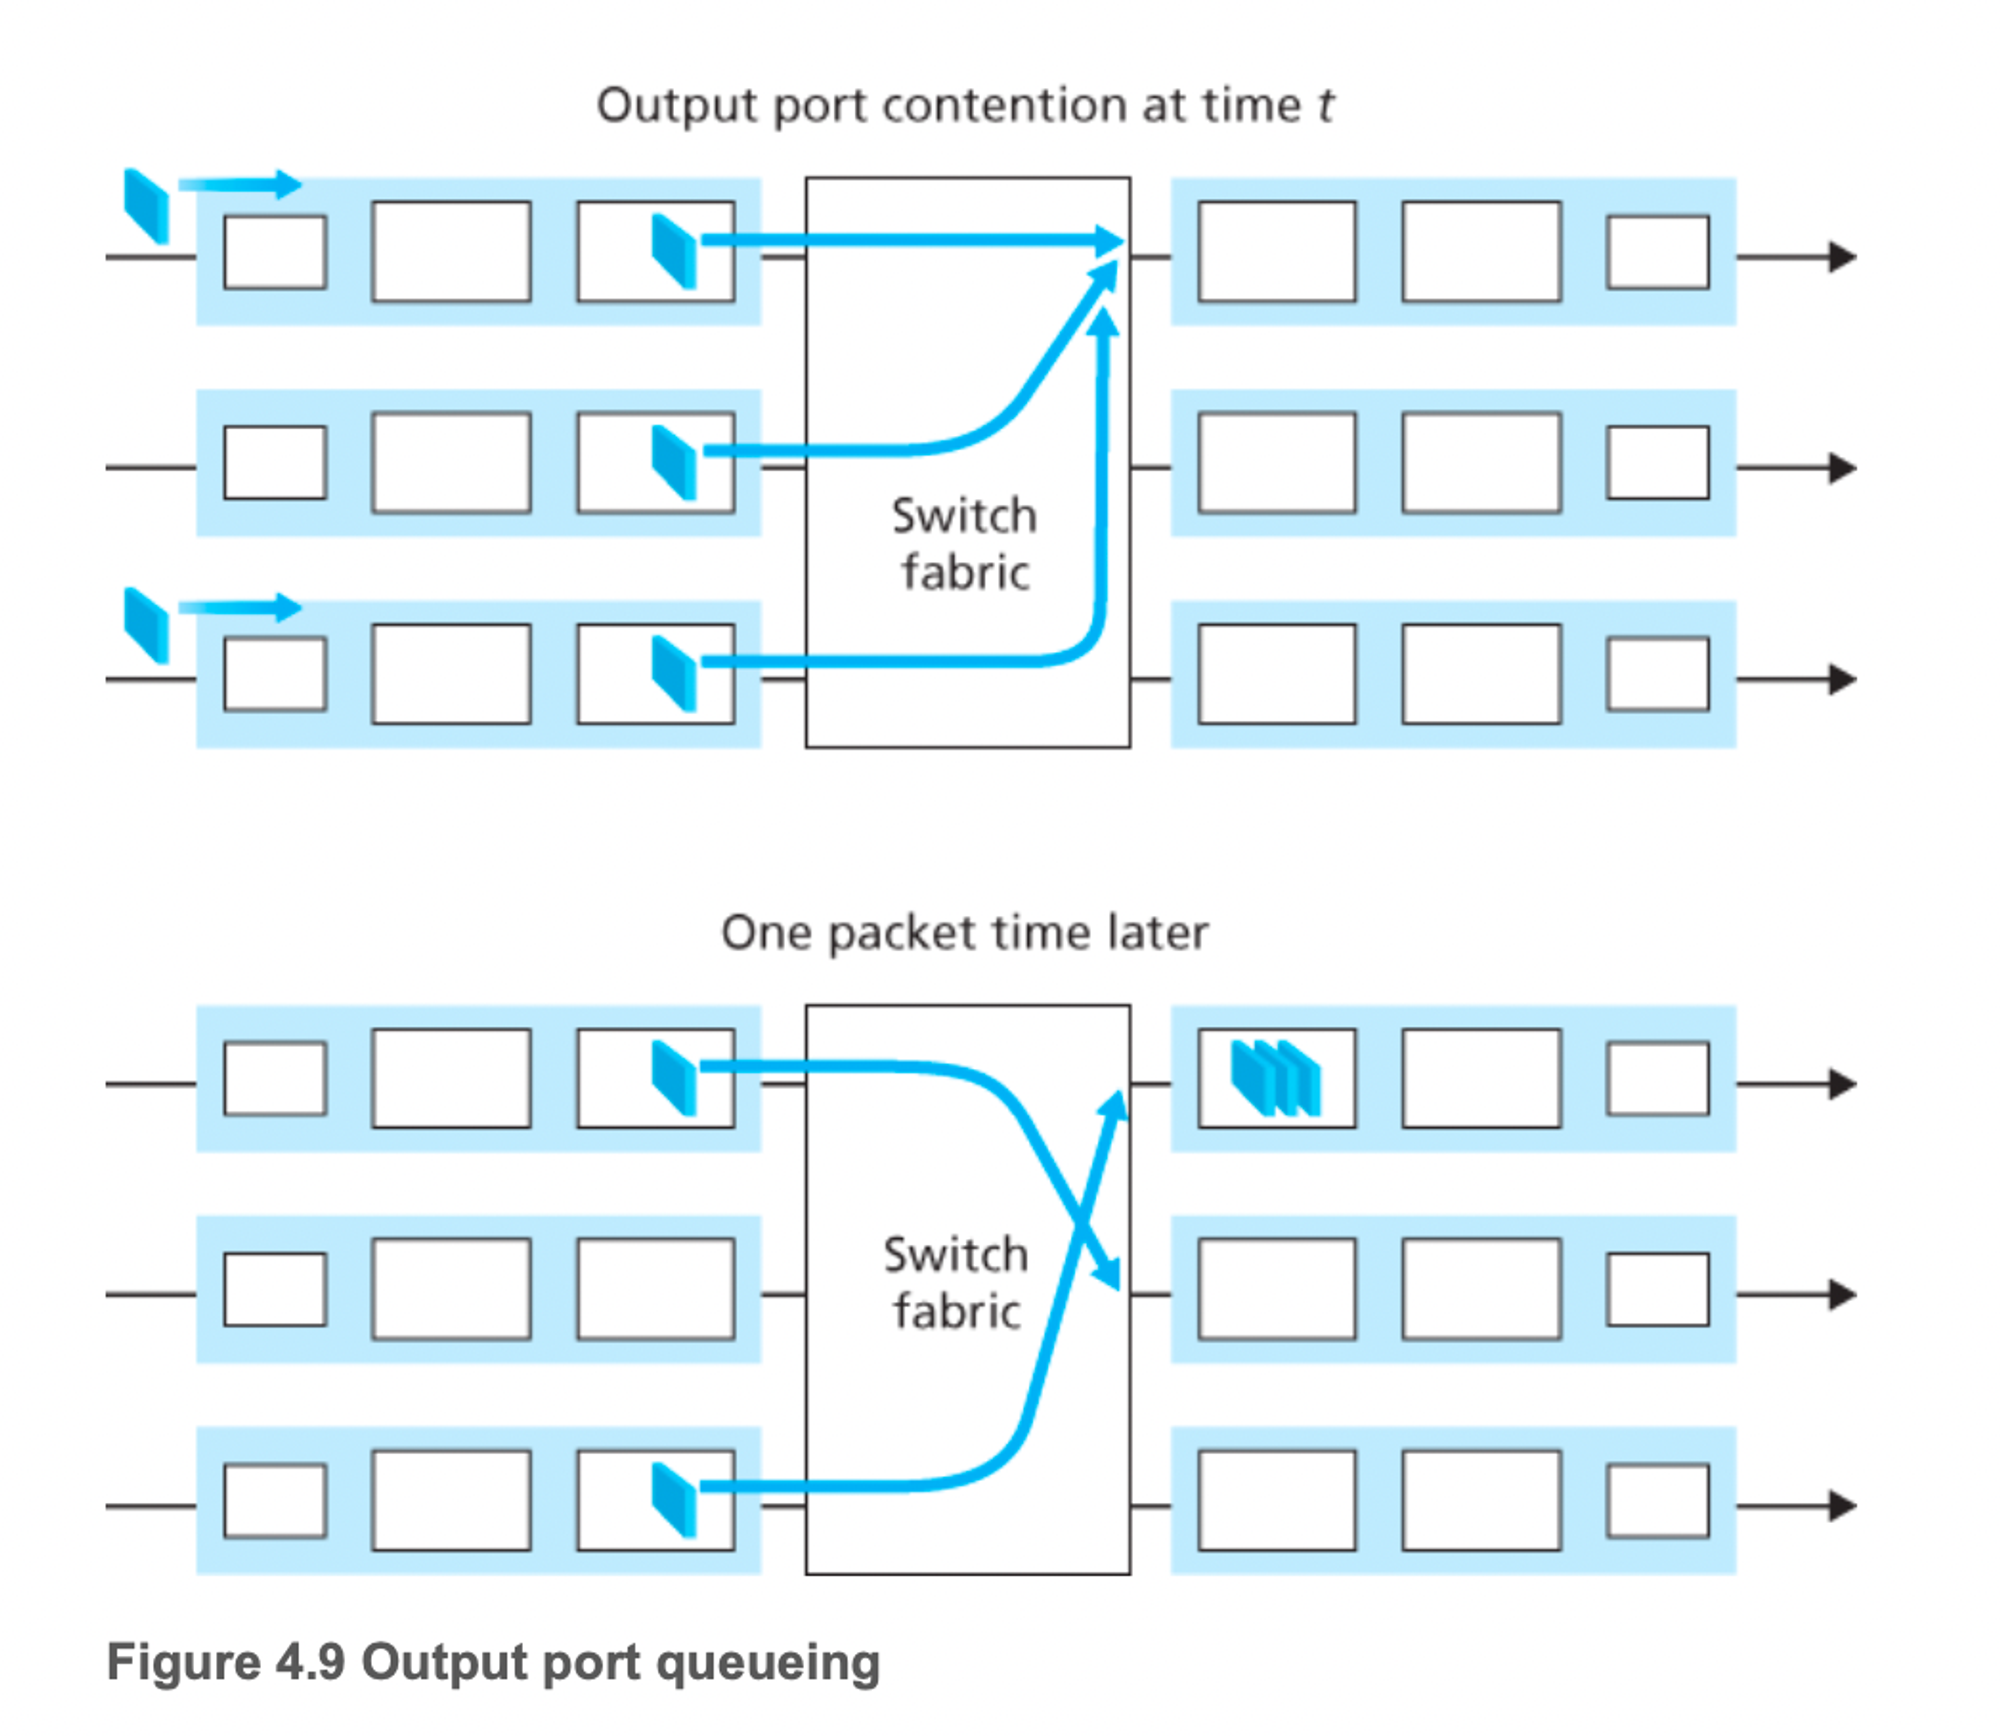 Output port contention at time t
Switch
fabric
One packet time later
Switch
fabric
Figure 4.9 Output port queueing